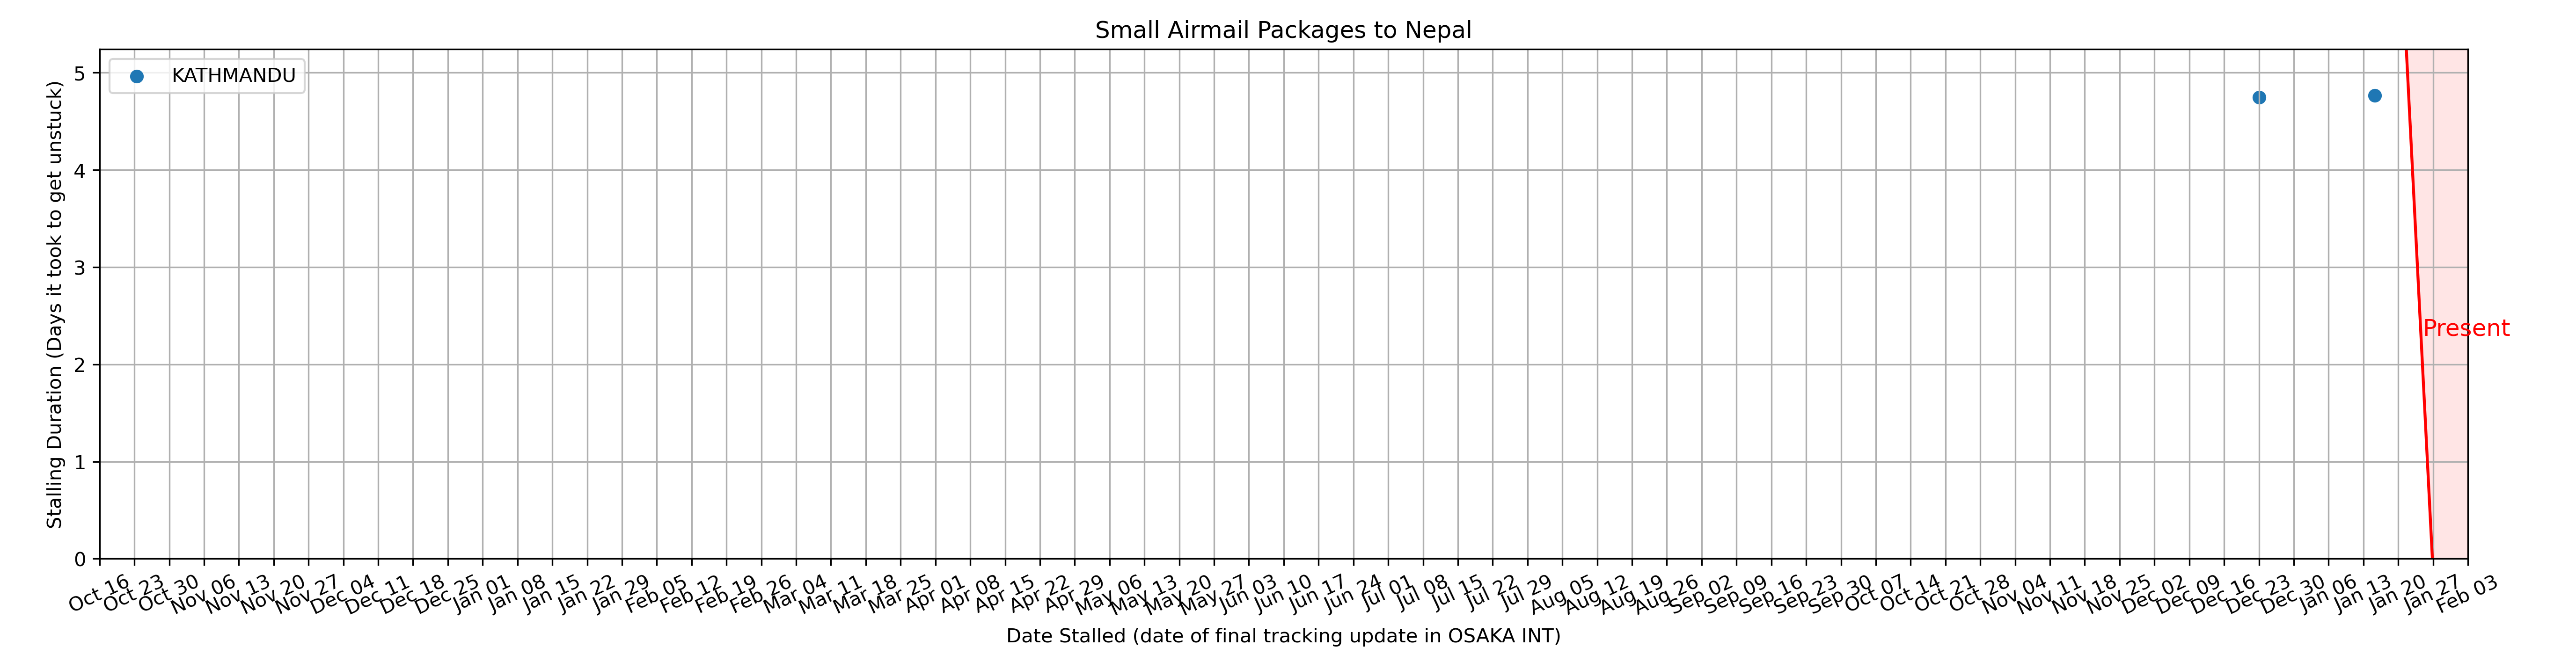 Small Airmail Packages to Nepal
KATHMANDU
5
4
3
2
1
0
Stalling Duration (Days it took to get unstuck)
Present
Oct 16 Oct 23 Oct 30 Nov 06 Nov 13 Nov 20 Nov 27 Dec 04 Dec 11 Dec 18 Dec 25 Jan 01 Jan 08 Jan 15 Jan 22 Jan 29 Feb 05 Feb 12 Feb 19 Feb 26 Mar 04 Mar 11 Mar 18 Mar 25 Apr 01 Apr 08 Apr 15 Apr 22 Apr 29 May 06 May 13 May 20 May 27 Jun 03 Jun 10 Jun 17 Jun 24 Jul 01 Jul 08 Jul 15 Jul 22 Jul 29 Aug 05 Aug 12 Aug 19 Aug 26 Sep 02 Sep 09 Sep 16 Sep 23 Sep 30 Oct 07 Oct 14 Oct 21 Oct 28 Nov 04 Nov 11 Nov 18 Nov 25 Dec 02 Dec 09 Dec 16 Dec 23 Dec 30 Jan 06 Jan 13 Jan 20 Jan 27 Feb 03
Date Stalled (date of final tracking update in OSAKA INT)